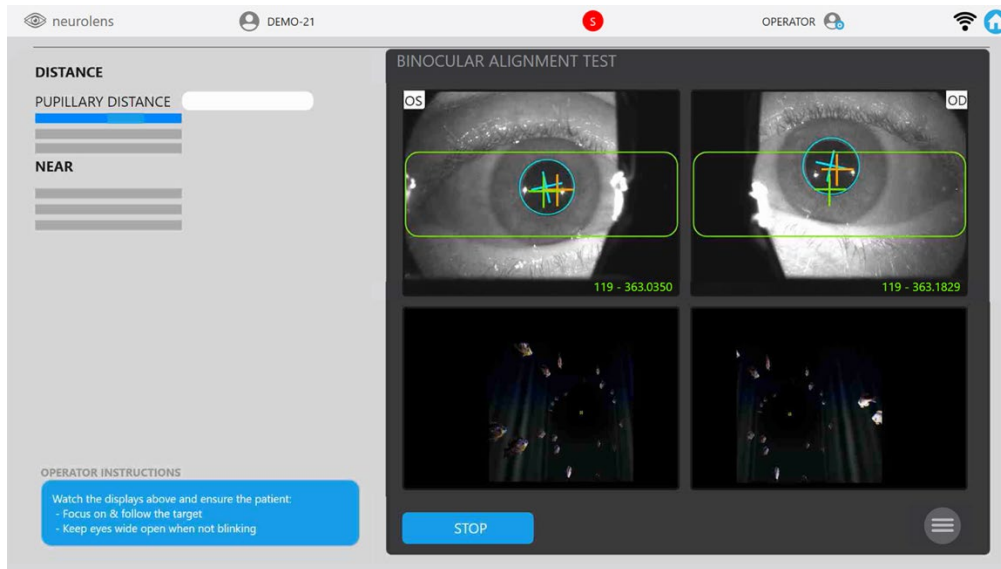 neurolens
DEMO-21
S
OPERATOR
DISTANCE
PUPILLARY DISTANCE
NEAR
BINOCULAR ALIGNMENT TEST
OS
OD
119 - 363.0350
119 - 363.1829
OPERATOR INSTRUCTIONS
Watch the displays above and ensure the patient:
- Focus on & follow the target
- Keep eyes wide open when not blinking
STOP